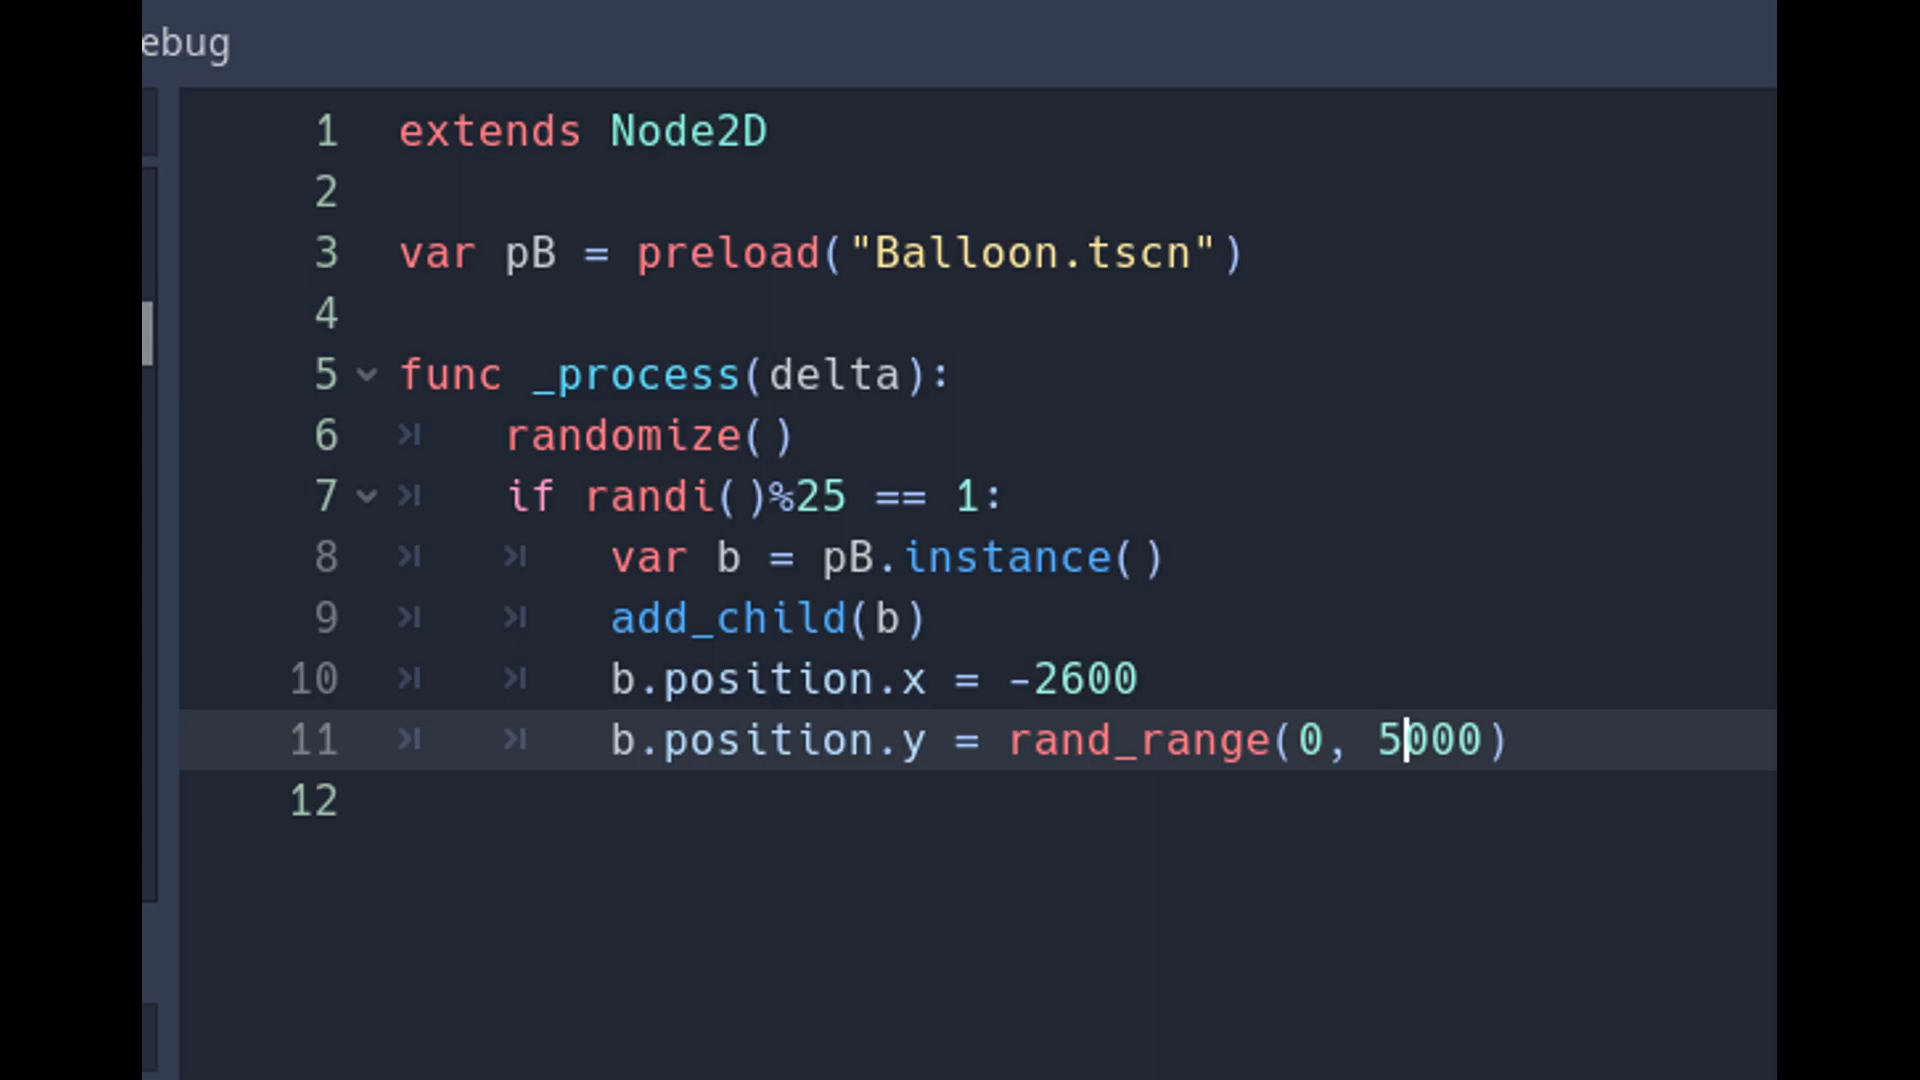 ebug
1 extends Node2D
2
3 var pB = preload("Balloon.tscn")
4
5 func _process(delta):
6 randomize()
7 if randi()%25 == 1:
8 var b = pB.instance()
9 add_child(b)
10 b.position.x = -2600
11 b.position.y = rand_range(0, 5000)
12